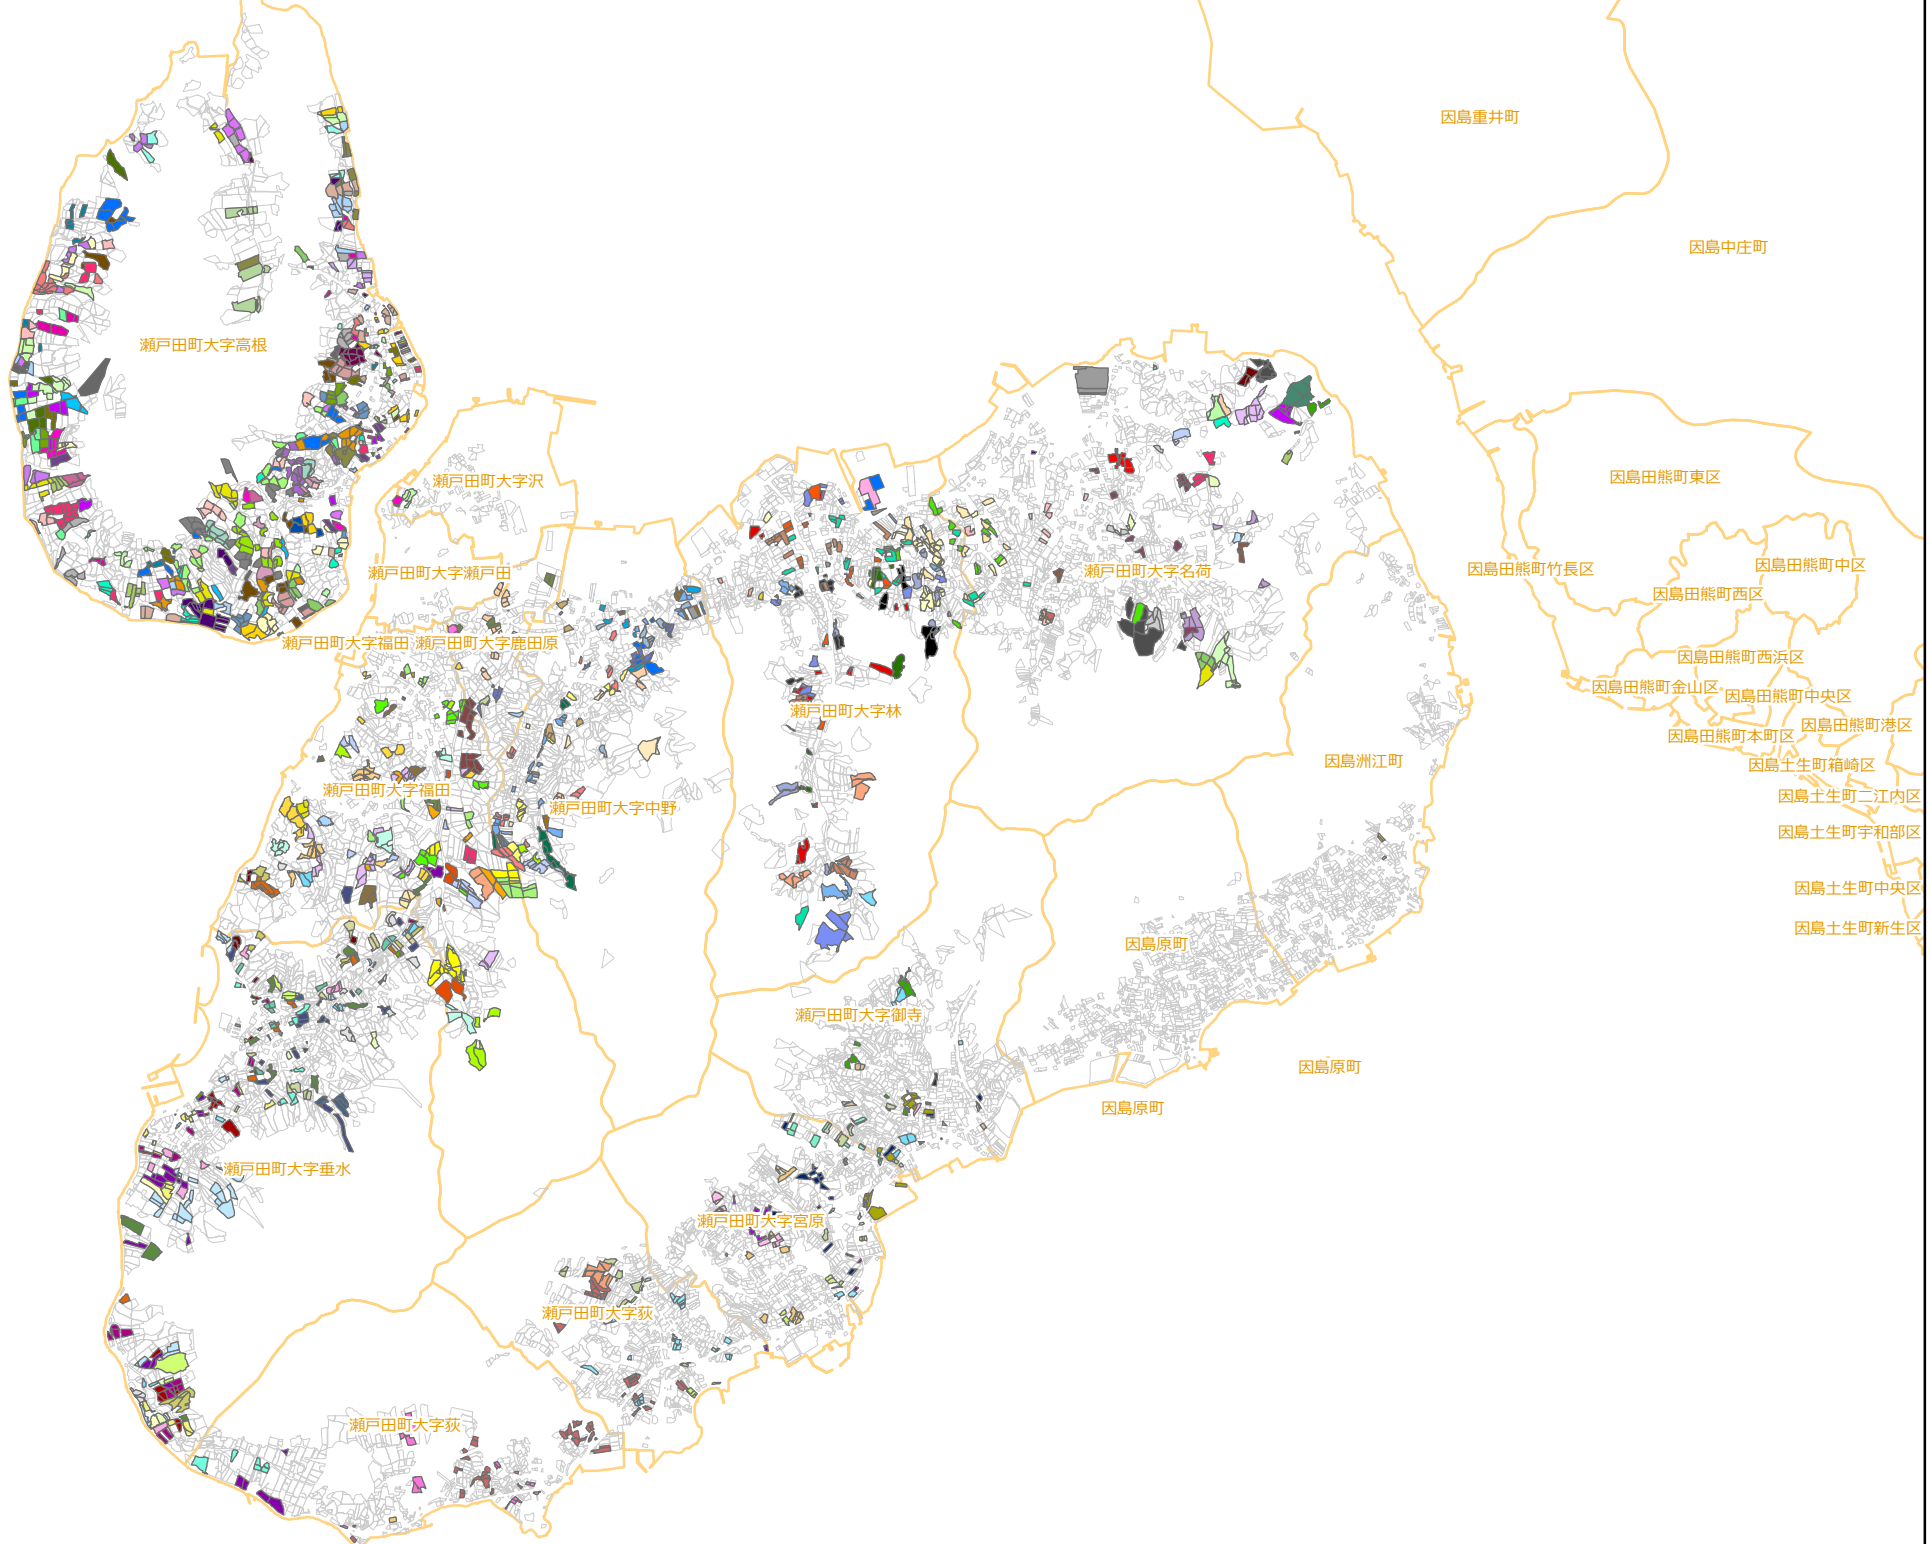 因島重井町
因島中庄町
瀬戸田町大字高根
因島田熊町東区
瀬戸田町大字沢
因島田熊町中区
因島田熊町竹長区
瀬戸田町大字名荷
瀬戸田町大字瀬戸田
因島田熊町西区
瀬戸田町大字福田
瀬戸田町大字鹿田原
因島田熊町西浜区
因島田熊町金山区
因島田熊町中央区
瀬戸田町大字林
因島田熊町港区
因島田熊町本町区
因島洲江町
因島土生町箱崎区
瀬戸田町大字福田
因島土生町二江内区
瀬戸田町大字中野
因島土生町宇和部区
因島土生町中央区
因島土生町新生区
因島原町
瀬戸田町大字御寺
因島原町
因島原町
瀬戸田町大字垂水
瀬戸田町大字宮原
瀬戸田町大字荻
瀬戸田町大字荻